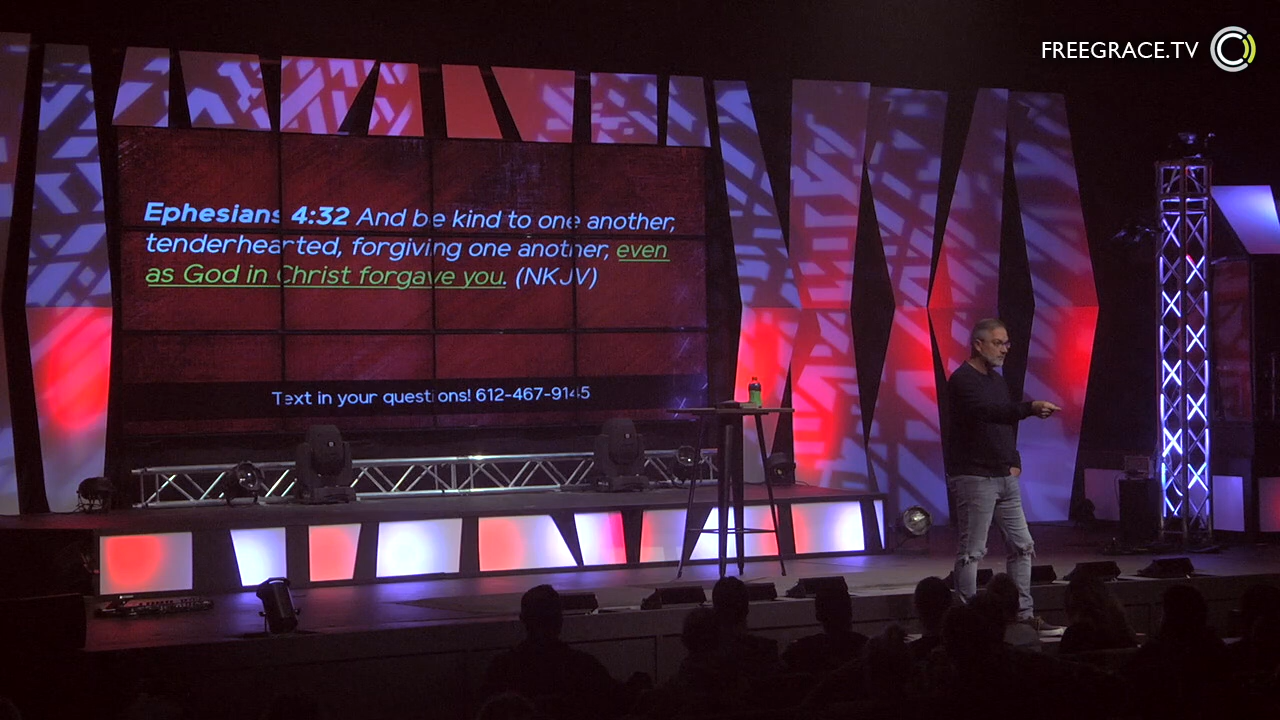 FREEGRACE.TV
Ephesians 4:32 And be kind to one another,
tenderhearted, forgiving one another, even
as God in Christ forgave you. (NKJV)
Text in your questions! 612-467-9145